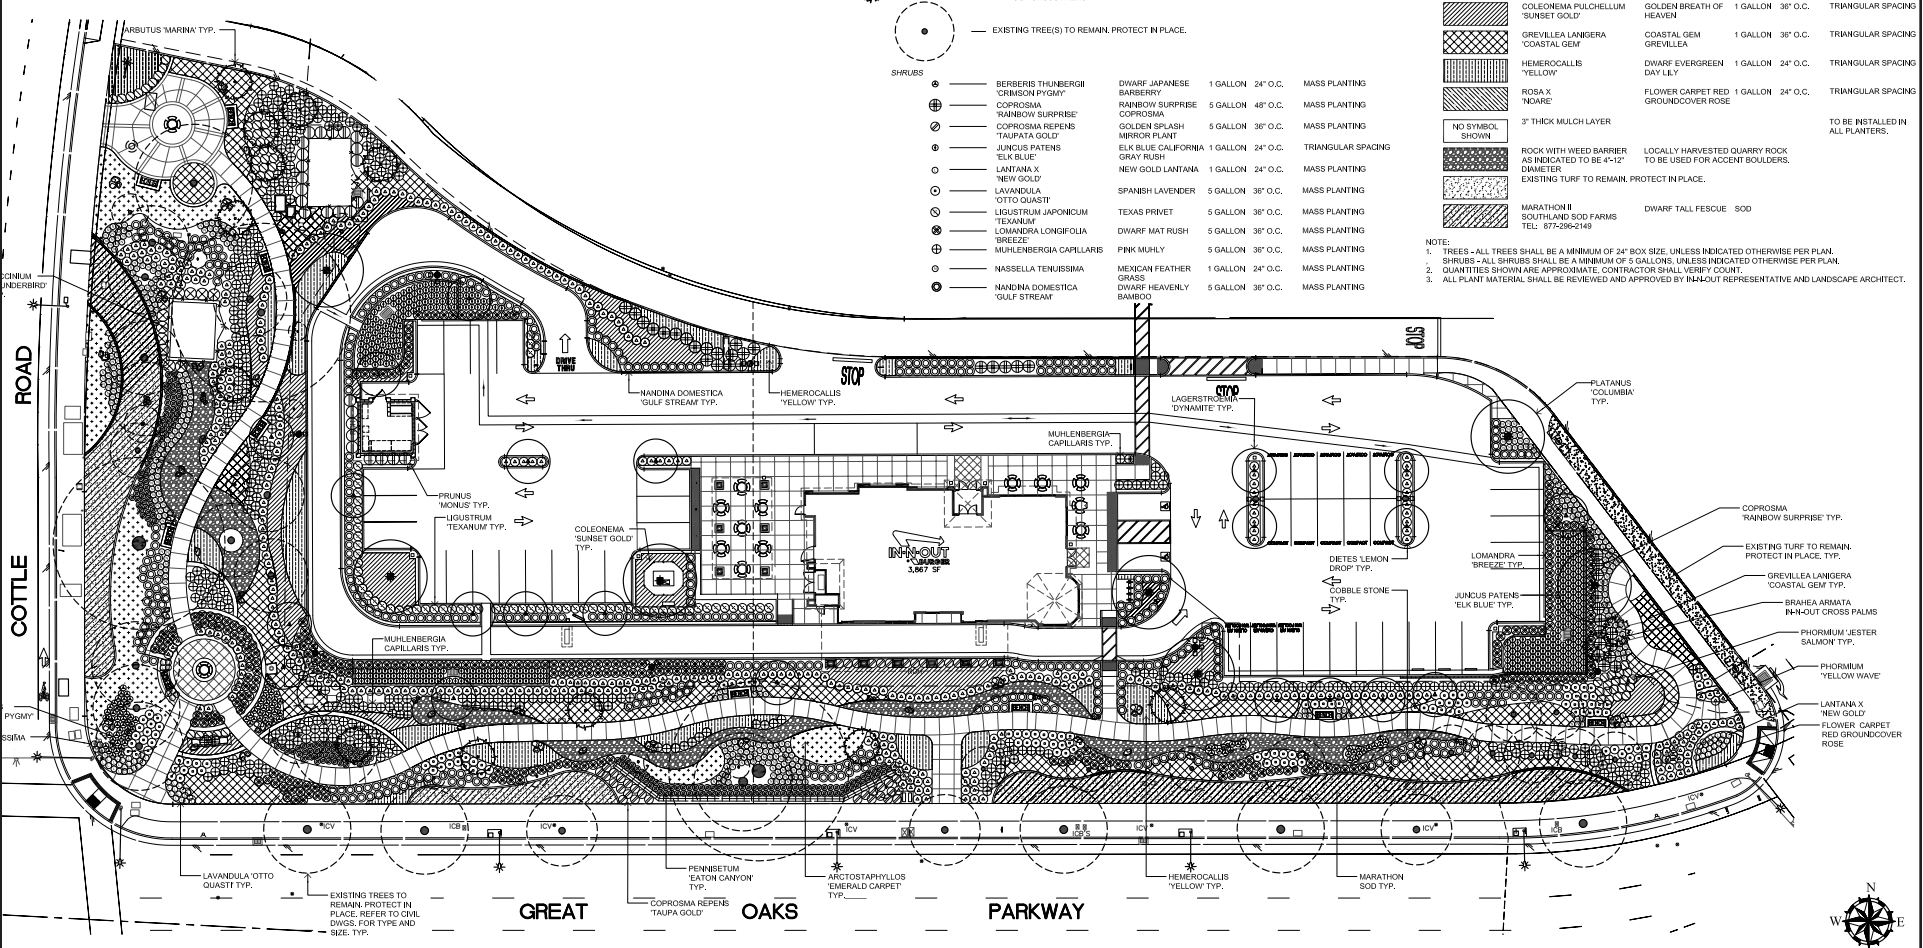 EXISTING TREE(S) TO REMAIN. PROTECT IN PLACE.
SHRUBS
BERBERIS THUNBERGII DWARF JAPANESE 1 GALLON 24" O.C. MASS PLANTING
'CRIMSON PYGMY' BARBERRY
COPROSMA RAINBOW SURPRISE 5 GALLON 48" O.C. MASS PLANTING
'RAINBOW SURPRISE' COPROSMA
COPROSMA REPENS GOLDEN SPLASH 5 GALLON 36" O.C. MASS PLANTING
'TAUPATA GOLD' MIRROR PLANT
JUNCUS PATENS ELK BLUE CALIFORNIA 1 GALLON 24" O.C. TRIANGULAR SPACING
'ELK BLUE' GRAY RUSH
LANTANA X NEW GOLD LANTANA 1 GALLON 24" O.C. MASS PLANTING
'NEW GOLD'
LAVANDULA SPANISH LAVENDER 5 GALLON 36" O.C. MASS PLANTING
'OTTO QUASTI'
LIGUSTRUM JAPONICUM TEXAS PRIVET 5 GALLON 36" O.C. MASS PLANTING
'TEXANUM'
LOMANDRA LONGIFOLIA DWARF MAT RUSH 5 GALLON 36" O.C. MASS PLANTING
'BREEZE'
MUHLENBERGIA CAPILLARIS PINK MUHLY 5 GALLON 36" O.C. MASS PLANTING
NASSELLA TENUISSIMA MEXICAN FEATHER 1 GALLON 24" O.C. MASS PLANTING
GRASS
NANDINA DOMESTICA DWARF HEAVENLY 5 GALLON 36" O.C. MASS PLANTING
'GULF STREAM' BAMBOO
COLEONEMA PULCHELLUM GOLDEN BREATH OF 1 GALLON 36" O.C. TRIANGULAR SPACING
'SUNSET GOLD' HEAVEN
GREVILLEA LANIGERA COASTAL GEM 1 GALLON 36" O.C. TRIANGULAR SPACING
'COASTAL GEM' GREVILLEA
HEMEROCALLIS DWARF EVERGREEN 1 GALLON 24" O.C. TRIANGULAR SPACING
'YELLOW' DAY LILY
ROSA X FLOWER CARPET RED 1 GALLON 24" O.C. TRIANGULAR SPACING
'NOARE' GROUNDCOVER ROSE
NO SYMBOL 3" THICK MULCH LAYER TO BE INSTALLED IN
SHOWN ALL PLANTERS.
ROCK WITH WEED BARRIER LOCALLY HARVESTED QUARRY ROCK
AS INDICATED TO BE 4"-12" TO BE USED FOR ACCENT BOULDERS.
DIAMETER
EXISTING TURF TO REMAIN. PROTECT IN PLACE.
MARATHON II DWARF TALL FESCUE SOD
SOUTHLAND SOD FARMS
TEL: 877-296-2149
NOTE:
1. TREES - ALL TREES SHALL BE A MINIMUM OF 24" BOX SIZE, UNLESS INDICATED OTHERWISE PER PLAN.
SHRUBS - ALL SHRUBS SHALL BE A MINIMUM OF 5 GALLONS, UNLESS INDICATED OTHERWISE PER PLAN.
2. QUANTITIES SHOWN ARE APPROXIMATE, CONTRACTOR SHALL VERIFY COUNT.
3. ALL PLANT MATERIAL SHALL BE REVIEWED AND APPROVED BY IN-N-OUT REPRESENTATIVE AND LANDSCAPE ARCHITECT.
ARBUTUS 'MARINA' TYP.
COTTLE ROAD
DRIVE
THRU
STOP
STOP
STOP
NANDINA DOMESTICA
'GULF STREAM' TYP.
HEMEROCALLIS
'YELLOW' TYP.
LAGERSTROEMIA
'DYNAMITE' TYP.
PLATANUS
'COLUMBIA'
TYP.
MUHLENBERGIA
CAPILLARIS TYP.
PRUNUS
'MONUS' TYP.
LIGUSTRUM
'TEXANUM' TYP.
COLEONEMA
'SUNSET GOLD'
TYP.
IN-N-OUT
BURGER
3,867 SF
DIETES 'LEMON
DROP' TYP.
COBBLE STONE
TYP.
LOMANDRA
'BREEZE' TYP.
JUNCUS PATENS
'ELK BLUE' TYP.
COPROSMA
'RAINBOW SURPRISE' TYP.
EXISTING TURF TO REMAIN.
PROTECT IN PLACE, TYP.
GREVILLEA LANIGERA
'COASTAL GEM' TYP.
BRAHEA ARMATA
IN-N-OUT CROSS PALMS
PHORMIUM 'JESTER
SALMON' TYP.
PHORMIUM
'YELLOW WAVE'
LANTANA X
'NEW GOLD'
FLOWER CARPET
RED GROUNDCOVER
ROSE
MUHLENBERGIA
CAPILLARIS TYP.
PYGMY'
ICV
ICB
ICV
ICV
ICB'S
ICV
ICV
ICB
ICV
LAVANDULA 'OTTO
QUASTI' TYP.
EXISTING TREES TO
REMAIN. PROTECT IN
PLACE. REFER TO CIVIL
DWGS. FOR TYPE AND
SIZE. TYP.
PENNISETUM
'EATON CANYON'
TYP.
COPROSMA REPENS
'TAUPA GOLD'
ARCTOSTAPHYLLOS
'EMERALD CARPET'
TYP.
HEMEROCALLIS
'YELLOW' TYP.
MARATHON
SOD TYP.
GREAT OAKS PARKWAY
N
W E